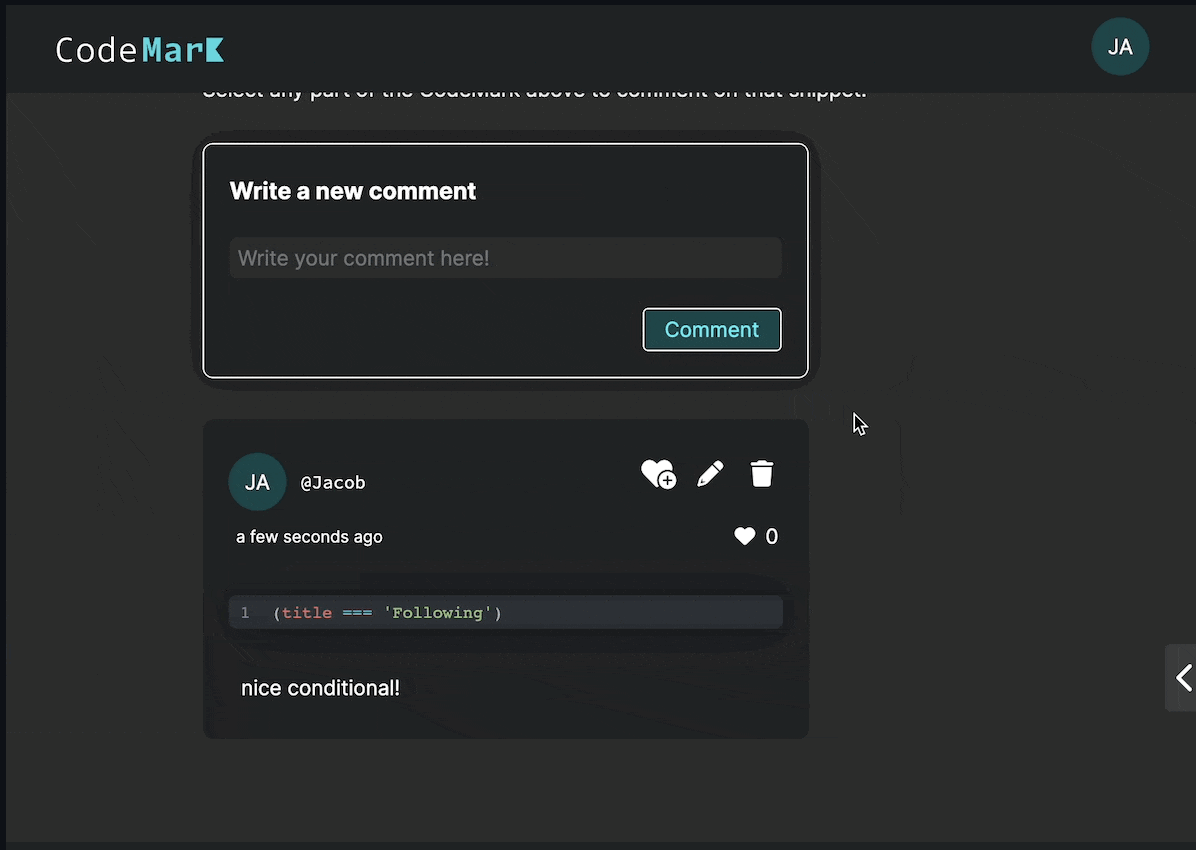 CodeMark
JA
Select any part of the CodeMark above to comment on that snippet.
Write a new comment
Write your comment here!
Comment
JA @Jacob
a few seconds ago
0
1 (title === 'Following')
nice conditional!